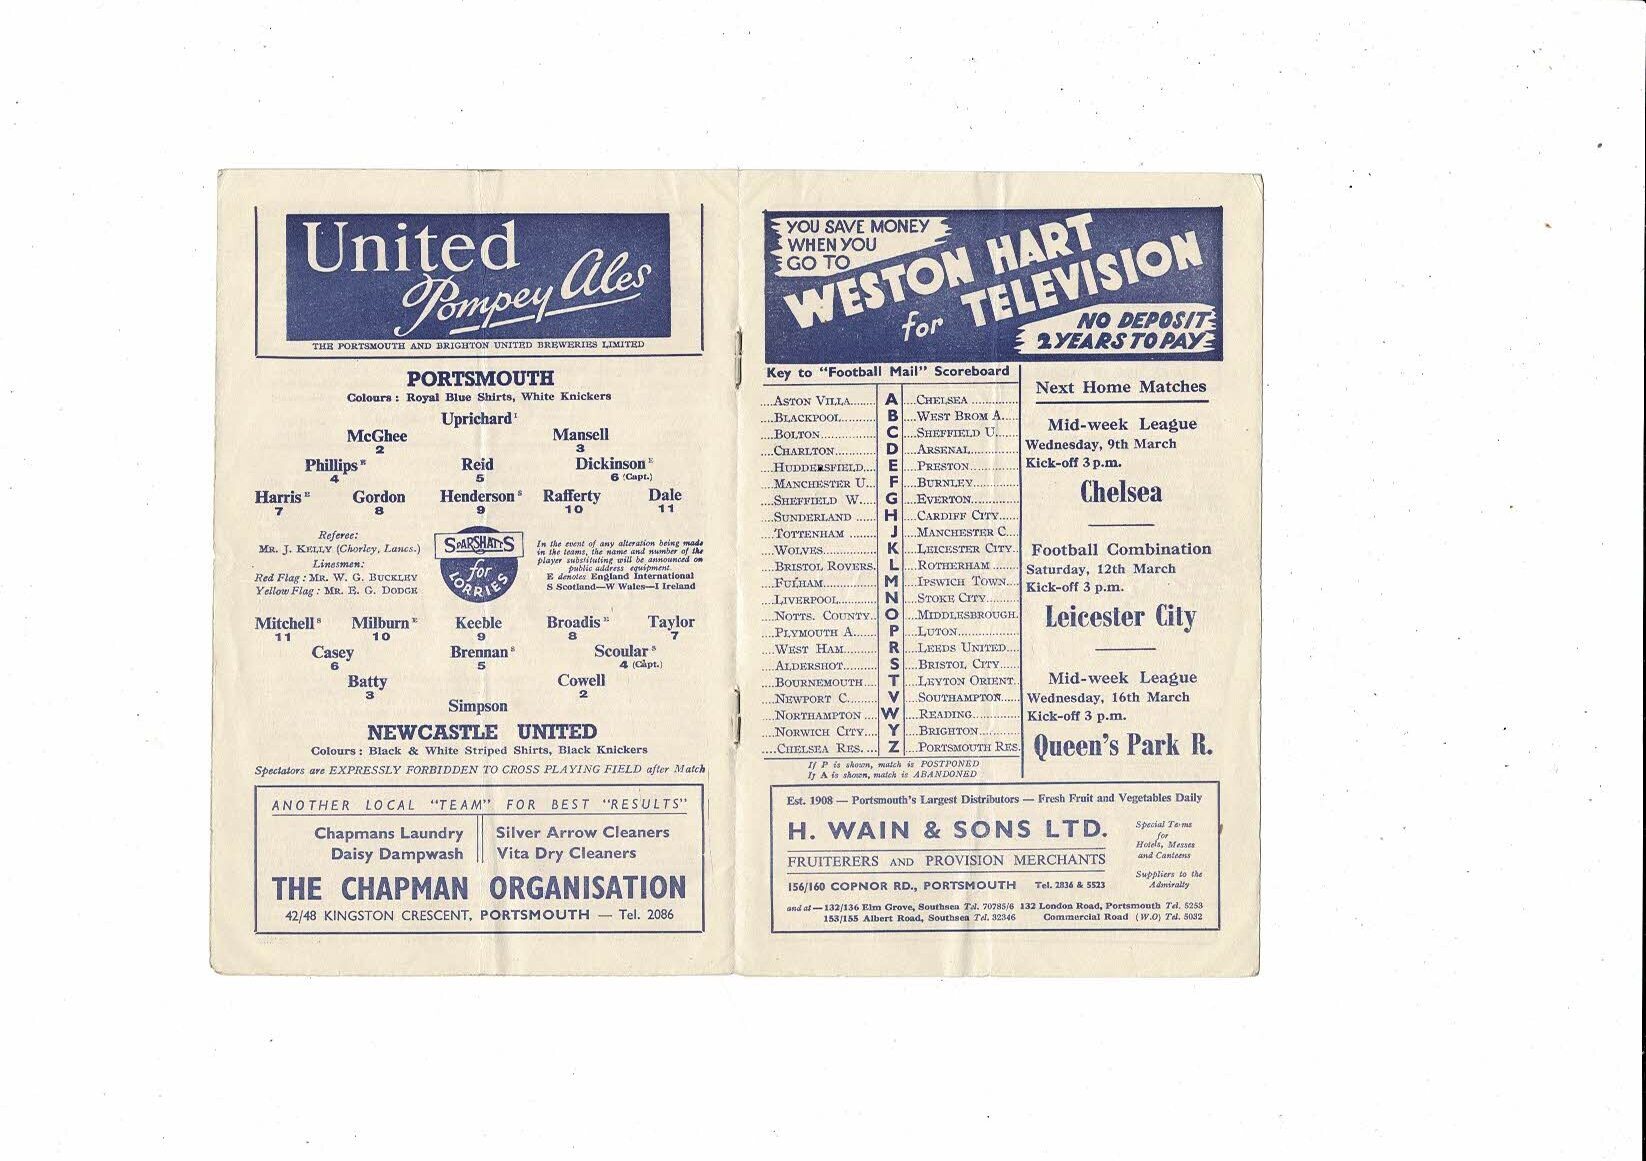 United
Pompey Ales
THE PORTSMOUTH AND BRIGHTON UNITED BREWERIES LIMITED
PORTSMOUTH
Colours : Royal Blue Shirts, White Knickers
Uprichard I
McGhee Mansell
2 3
Phillips E Reid Dickinson E
4 5 6 (Capt.)
Harris E Gordon Henderson S Rafferty Dale
7 8 9 10 11
Referee:
MR. J. KELLY (Chorley, Lancs.)
Linesmen:
Red Flag : MR. W. G. BUCKLEY
Yellow Flag : MR. E. G. DODGE
SPARSHATTS
for
LORRIES
In the event of any alteration being made
in the teams, the name and number of the
player substituting will be announced on
public address equipment.
E denotes England International
S Scotland—W Wales—I Ireland
Mitchell S Milburn E Keeble Broadis E Taylor
11 10 9 8 7
Casey Brennan S Scoular S
6 5 4 (Capt.)
Batty Cowell
3 2
Simpson
NEWCASTLE UNITED
Colours : Black & White Striped Shirts, Black Knickers
Spectators are EXPRESSLY FORBIDDEN TO CROSS PLAYING FIELD after Match
ANOTHER LOCAL "TEAM" FOR BEST "RESULTS"
Chapmans Laundry Silver Arrow Cleaners
Daisy Dampwash Vita Dry Cleaners
THE CHAPMAN ORGANISATION
42/48 KINGSTON CRESCENT, PORTSMOUTH — Tel. 2086
YOU SAVE MONEY
WHEN YOU
GO TO
WESTON HART
for TELEVISION
NO DEPOSIT
2 YEARS TO PAY
Key to "Football Mail" Scoreboard
....ASTON VILLA....... A ....CHELSEA ............
....BLACKPOOL.......... B ....WEST BROM A....
....BOLTON............... C ....SHEFFIELD U......
....CHARLTON........... D ....ARSENAL...........
....HUDDERSFIELD.... E ....PRESTON............
....MANCHESTER U... F ....BURNLEY............
....SHEFFIELD W..... G ....EVERTON............
....SUNDERLAND ...... H ....CARDIFF CITY......
....TOTTENHAM ........ J ....MANCHESTER C....
....WOLVES............... K ....LEICESTER CITY...
....BRISTOL ROVERS. L ....ROTHERHAM .......
....FULHAM.............. M ....IPSWICH TOWN....
....LIVERPOOL........... N ....STOKE CITY.........
....NOTTS. COUNTY... O ....MIDDLESBROUGH.
....PLYMOUTH A....... P ....LUTON...............
....WEST HAM.......... R ....LEEDS UNITED.....
....ALDERSHOT.......... S ....BRISTOL CITY......
....BOURNEMOUTH..... T ....LEYTON ORIENT...
....NEWPORT C.......... V ....SOUTHAMPTON.....
....NORTHAMPTON .... W ....READING.............
....NORWICH CITY..... Y ....BRIGHTON...........
....CHELSEA RES..... Z ....PORTSMOUTH RES.
If P is shown, match is POSTPONED
If A is shown, match is ABANDONED
Next Home Matches
Mid-week League
Wednesday, 9th March
Kick-off 3 p.m.
Chelsea
Football Combination
Saturday, 12th March
Kick-off 3 p.m.
Leicester City
Mid-week League
Wednesday, 16th March
Kick-off 3 p.m.
Queen's Park R.
Est. 1908 — Portsmouth's Largest Distributors — Fresh Fruit and Vegetables Daily
H. WAIN & SONS LTD.
FRUITERERS AND PROVISION MERCHANTS
156/160 COPNOR RD., PORTSMOUTH Tel. 2836 & 5523
Special Terms
for
Hotels, Messes
and Canteens
Suppliers to the
Admiralty
and at—132/136 Elm Grove, Southsea Tel. 70785/6 132 London Road, Portsmouth Tel. 5253
153/155 Albert Road, Southsea Tel. 32346 Commercial Road (W.O) Tel. 5032